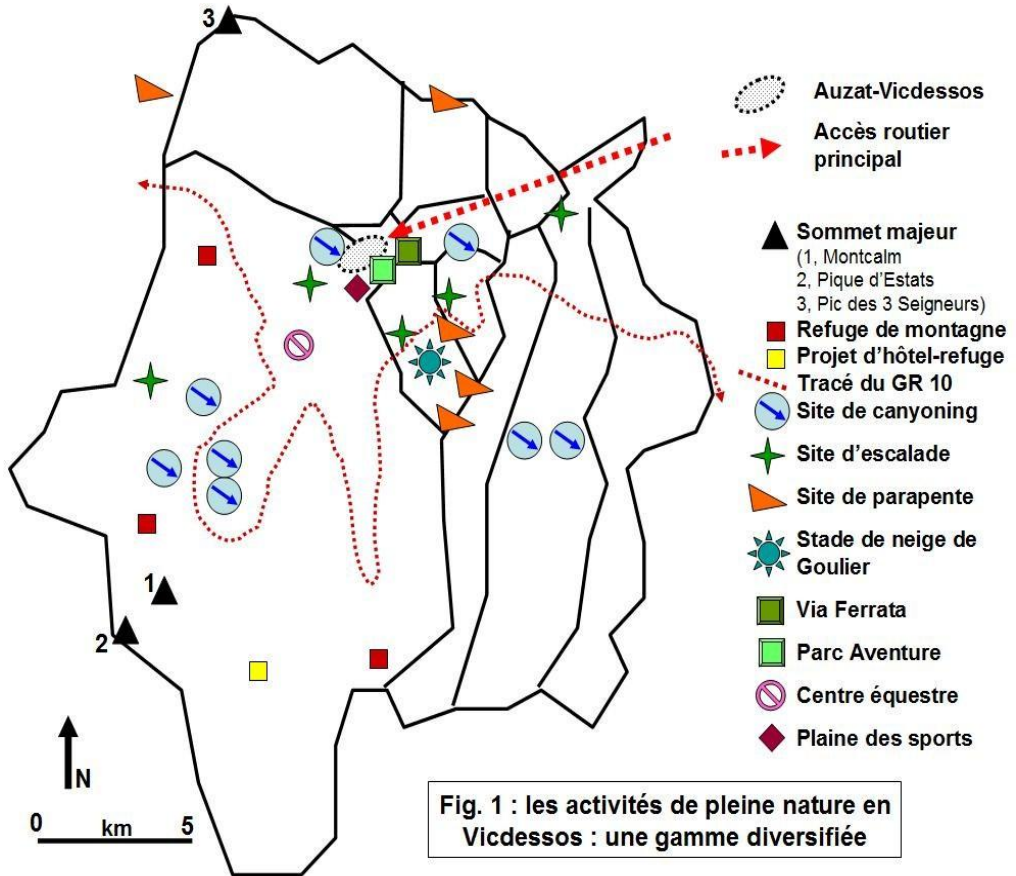 3
Auzat-Vicdessos
Accès routier
principal
Sommet majeur
(1, Montcalm
2, Pique d'Estats
3, Pic des 3 Seigneurs)
Refuge de montagne
Projet d'hôtel-refuge
Tracé du GR 10
Site de canyoning
Site d'escalade
Site de parapente
Stade de neige de
Goulier
Via Ferrata
Parc Aventure
Centre équestre
Plaine des sports
1
2
N
0 km 5
Fig. 1 : les activités de pleine nature en
Vicdessos : une gamme diversifiée